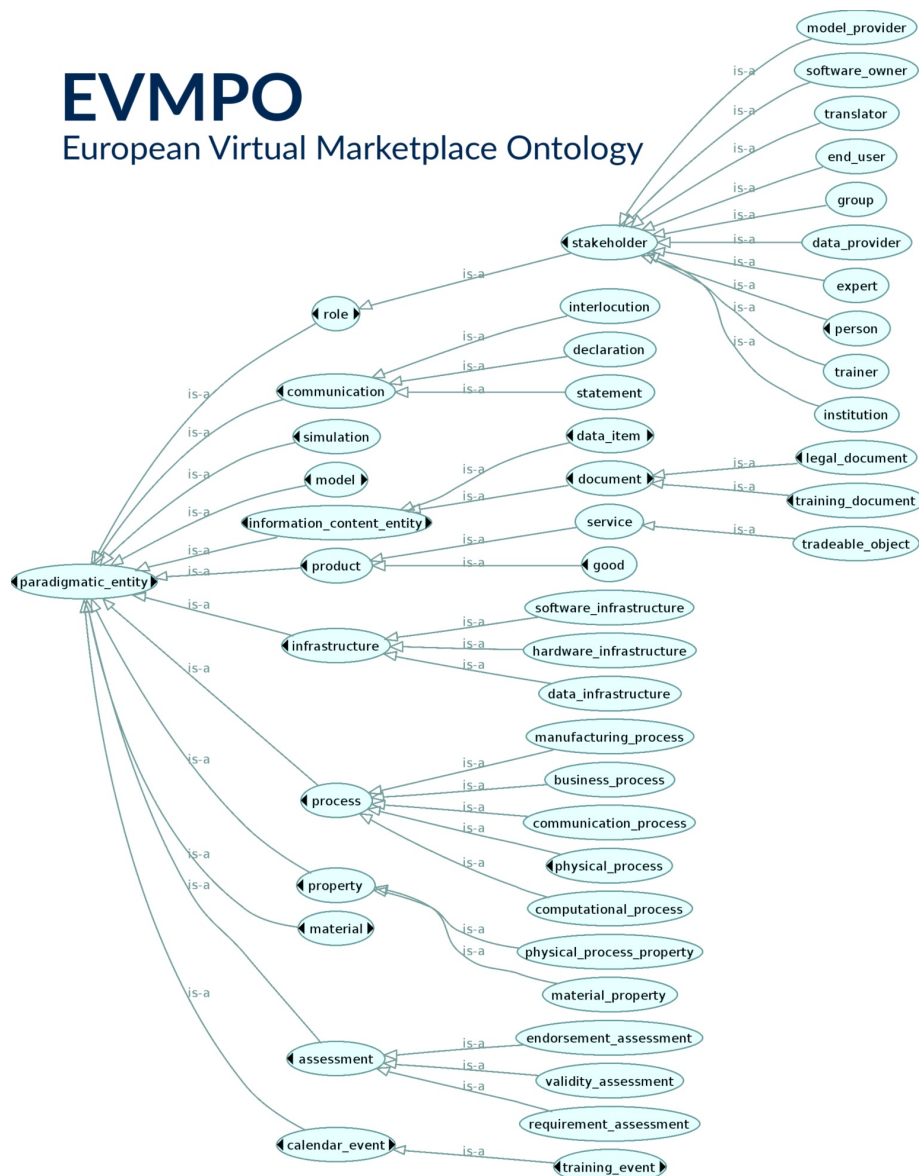 EVMPO
European Virtual Marketplace Ontology
model_provider
is-a
software_owner
is-a
translator
is-a
end_user
is-a
group
is-a
stakeholder
is-a
data_provider
is-a
expert
is-a
person
is-a
trainer
is-a
institution
is-a
role
is-a
interlocution
is-a
declaration
is-a
communication
is-a
statement
is-a
simulation
is-a
data_item
is-a
legal_document
is-a
model
is-a
document
is-a
training_document
is-a
information_content_entity
is-a
service
is-a
tradeable_object
is-a
paradigmatic_entity
is-a
product
is-a
good
is-a
software_infrastructure
is-a
infrastructure
is-a
hardware_infrastructure
is-a
data_infrastructure
is-a
manufacturing_process
is-a
business_process
is-a
process
communication_process
is-a
physical_process
is-a
computational_process
is-a
property
is-a
material
is-a
physical_process_property
is-a
material_property
is-a
endorsement_assessment
assessment
validity_assessment
requirement_assessment
calendar_event
is-a
training_event